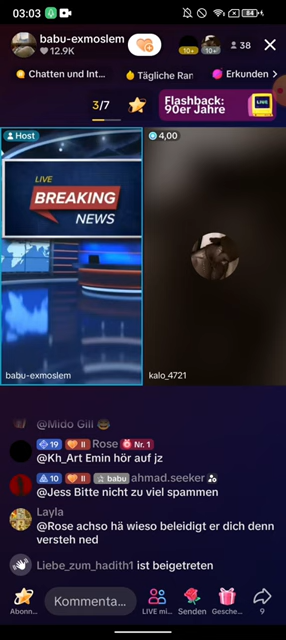 03:03
84
babu-exmoslem
12.9K
10+
10+
38
Chatten und Int...
Tägliche Ran
Erkunden
3/7
Flashback:
90er Jahre
LIVE
Host
4,00
LIVE
BREAKING
NEWS
babu-exmoslem
kalo_4721
@Mido Gill
19 II Rose Nr. 1
@Kh_Art Emin hör auf jz
10 II babu ahmad.seeker
@Jess Bitte nicht zu viel spammen
Layla
@Rose achso hä wieso beleidigt er dich denn
versteh ned
Liebe_zum_hadith1 ist beigetreten
Kommenta...
Abonn...
LIVE mi...
Senden
Gesche...
9